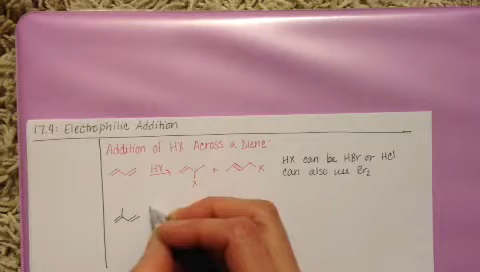 17.4: Electrophilic Addition
Addition of HX Across a Diene:
HX
+
X
X
HX can be HBr or HCl
can also use Br2